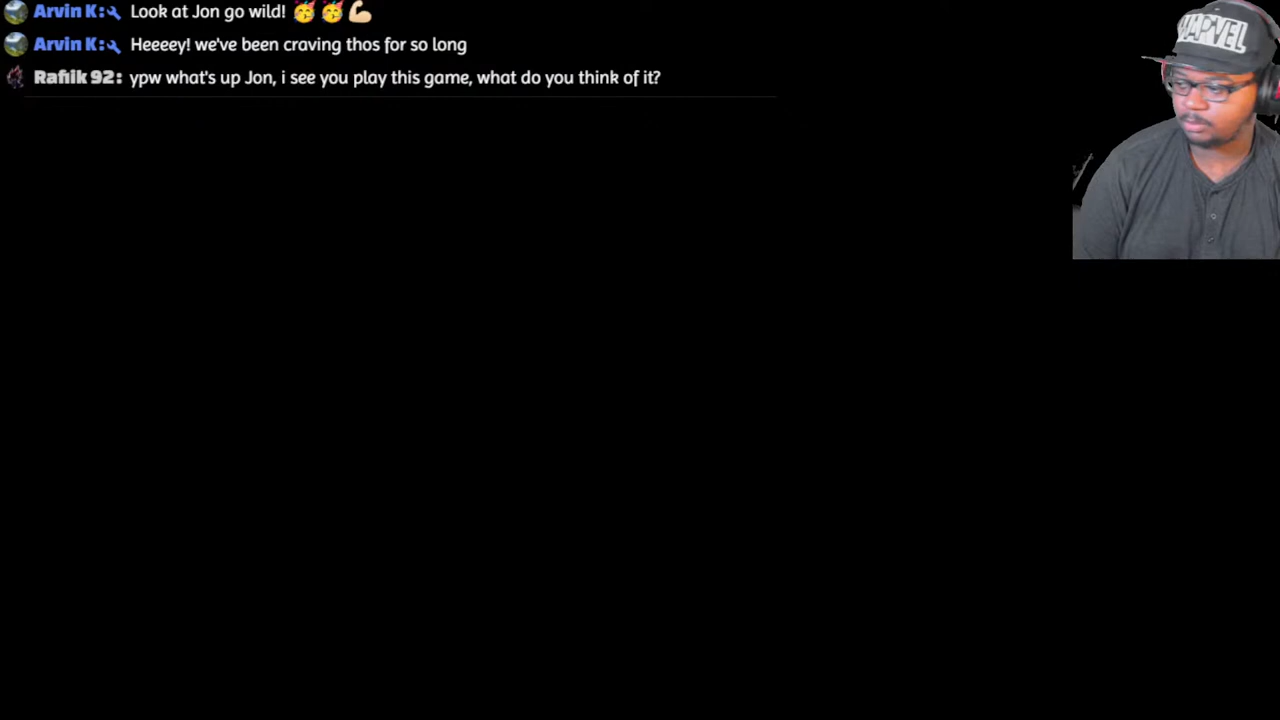 Arvin K: Look at Jon go wild! 🥳🥳💪🏼
Arvin K: Heeeey! we've been craving thos for so long
Rafiik 92: ypw what's up Jon, i see you play this game, what do you think of it?
MARVEL